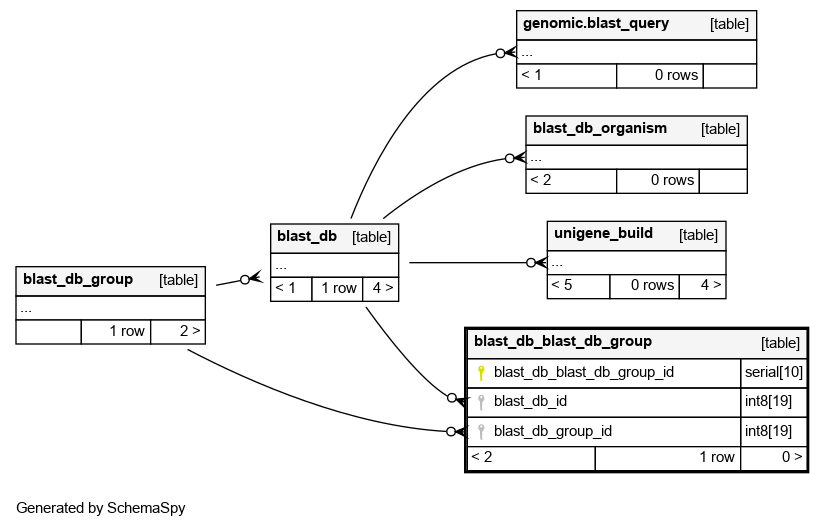 genomic.blast_query [table]
...
< 1 0 rows
blast_db_organism [table]
...
< 2 0 rows
blast_db [table]
...
< 1 1 row 4 >
unigene_build [table]
...
< 5 0 rows 4 >
blast_db_group [table]
...
1 row 2 >
blast_db_blast_db_group [table]
blast_db_blast_db_group_id serial[10]
blast_db_id int8[19]
blast_db_group_id int8[19]
< 2 1 row 0 >
Generated by SchemaSpy